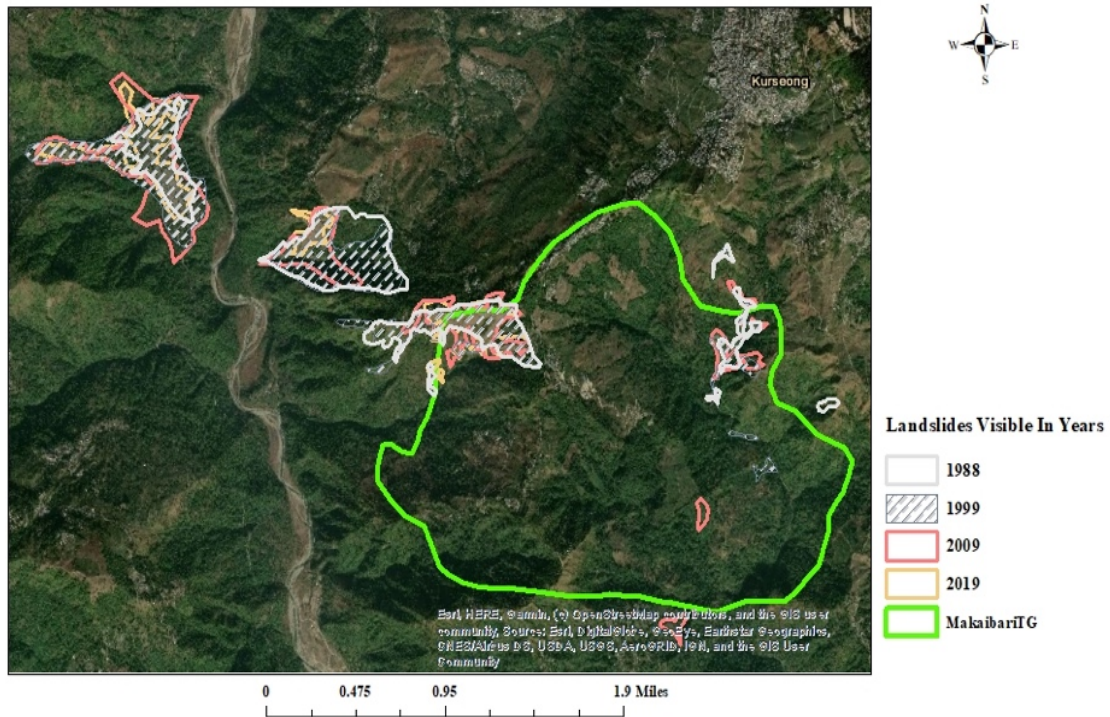 N
W E
S
Kurseong
Landslides Visible In Years
1988
1999
2009
2019
MakaibariTG
Esri, HERE, Garmin, (c) OpenStreetMap contributors, and the GIS user
community, Source: Esri, DigitalGlobe, GeoEye, Earthstar Geographics,
CNES/Airbus DS, USDA, USGS, AeroGRID, IGN, and the GIS User
Community
0 0.475 0.95 1.9 Miles